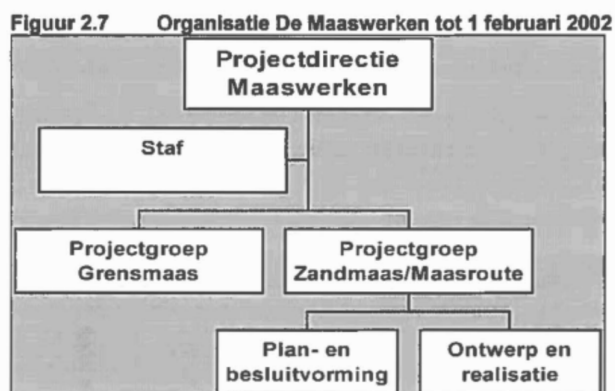 Figuur 2.7 Organisatie De Maaswerken tot 1 februari 2002
Projectdirectie
Maaswerken
Staf
Projectgroep
Grensmaas
Projectgroep
Zandmaas/Maasroute
Plan- en
besluitvorming
Ontwerp en
realisatie